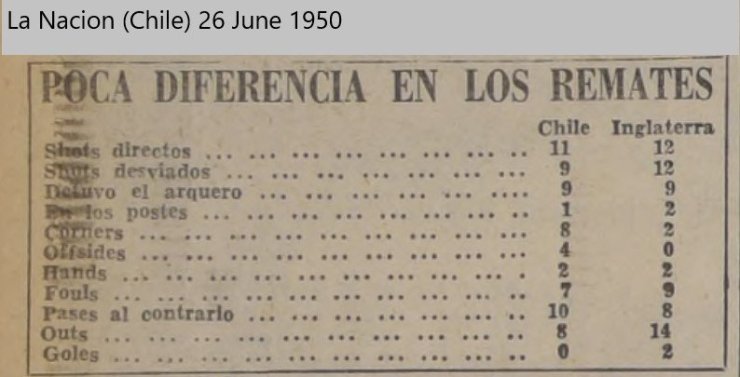 La Nacion (Chile) 26 June 1950
POCA DIFERENCIA EN LOS REMATES
Chile Inglaterra
Shots directos ... ... ... ... ... ... ... .. 11 12
Shots desviados ... ... ... ... ... ... .. 9 12
Detuvo el arquero ... ... ... ... ... .... 9 9
En los postes ... ... ... ... ... ... ... .. 1 2
Corners ... ... ... ... ... ... ... ... ... .. 8 2
Offsides ... ... ... ... ... ... ... ... ... 4 0
Hands ... ... ... ... ... ... ... ... ... . 2 2
Fouls ... ... ... ... ... ... ... ... ... .. 7 9
Pases al contrario ... ... ... ... ... ... .. 10 8
Outs ... ... ... ... ... ... ... ... ... .. 8 14
Goles ... ... ... ... ... ... ... ... ... .. 0 2